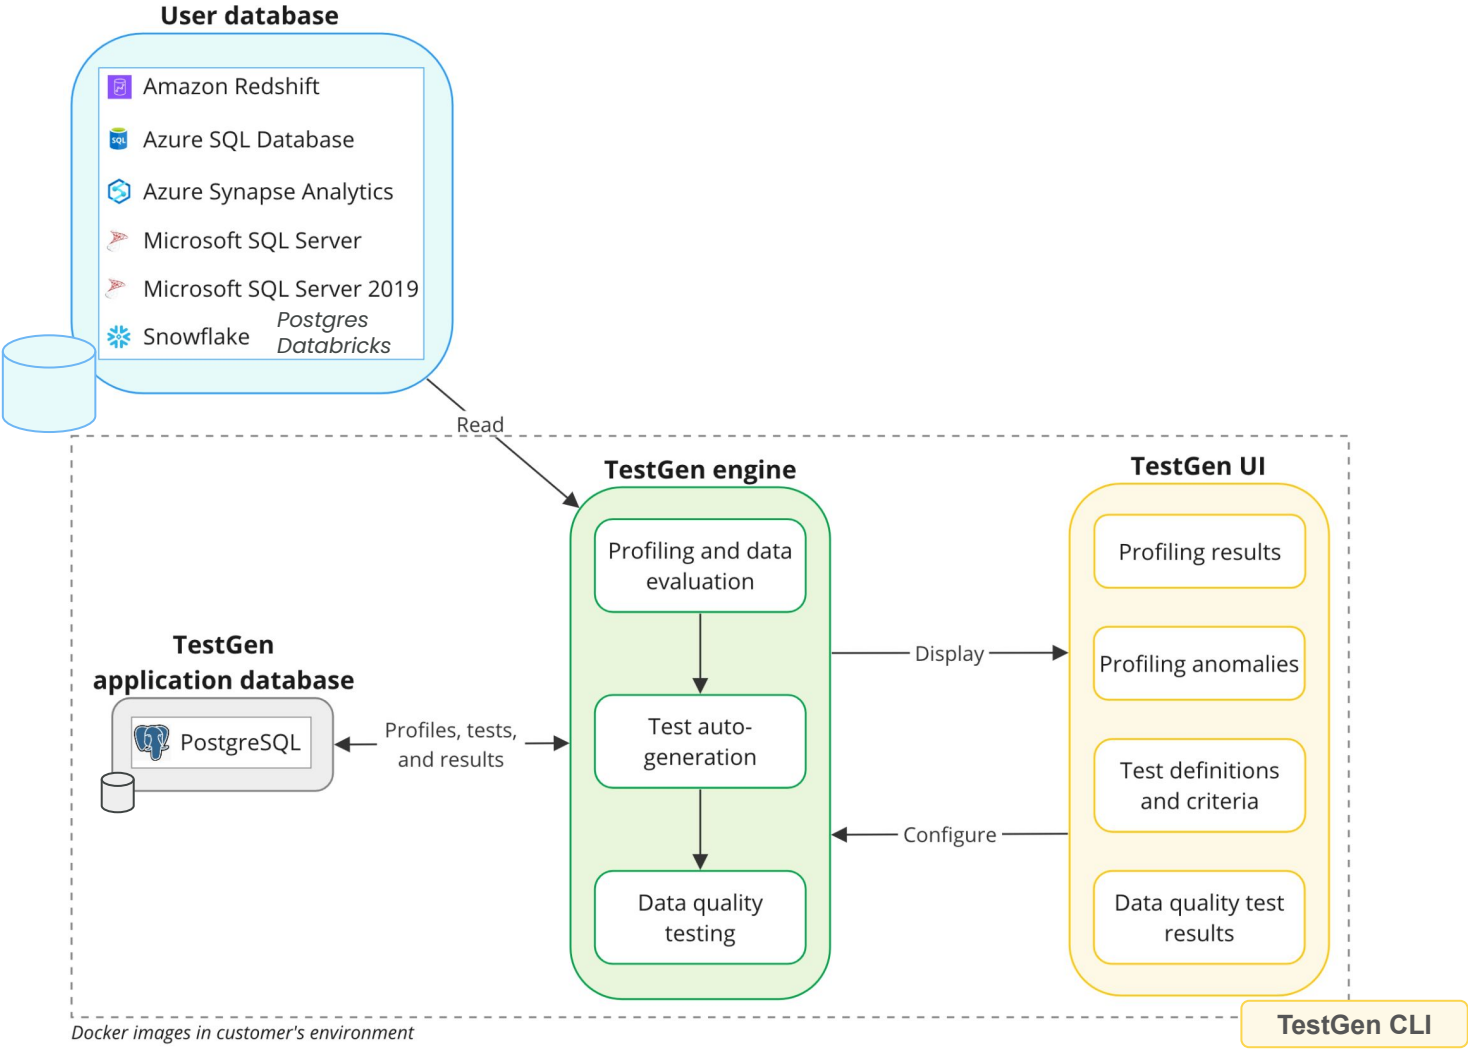 User database
Amazon Redshift
SQL
Azure SQL Database
Azure Synapse Analytics
Microsoft SQL Server
Microsoft SQL Server 2019
Snowflake
Postgres
Databricks
Read
TestGen engine
Profiling and data
evaluation
Test auto-
generation
Data quality
testing
TestGen
application database
PostgreSQL
Profiles, tests,
and results
Display
Configure
TestGen UI
Profiling results
Profiling anomalies
Test definitions
and criteria
Data quality test
results
Docker images in customer's environment
TestGen CLI